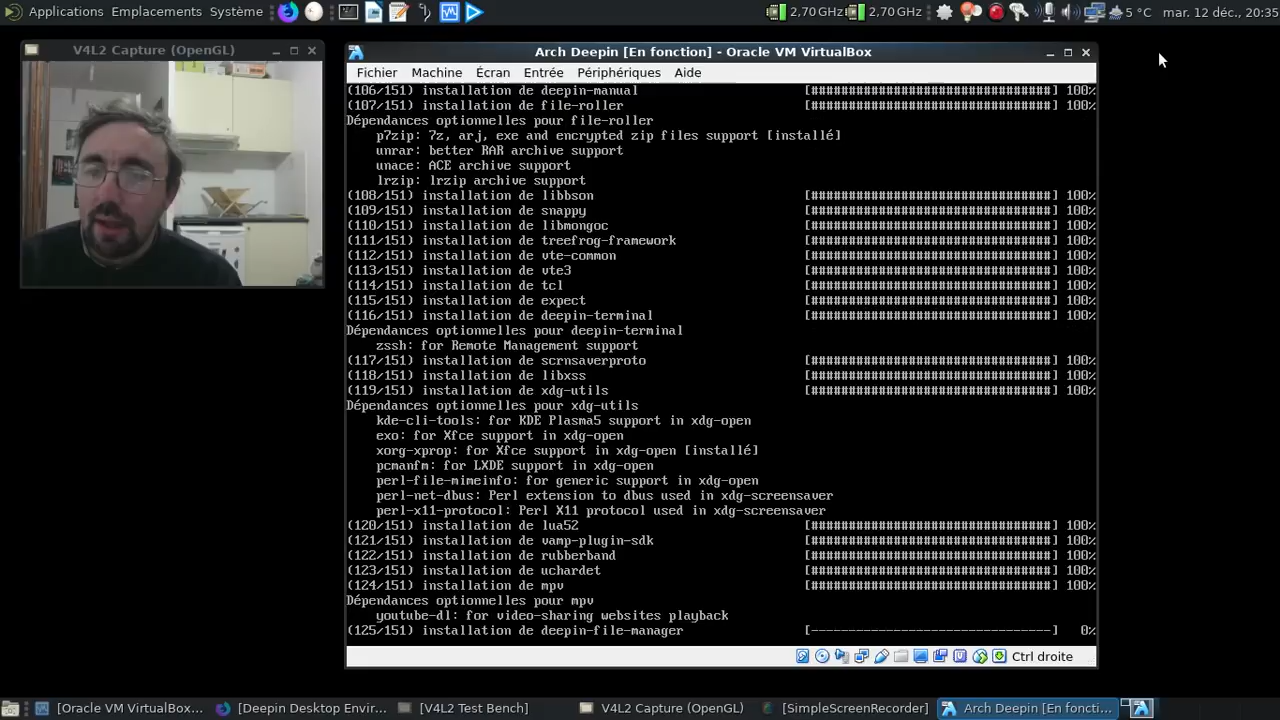 Applications Emplacements Système
2,70 GHz 2,70 GHz
5 °C mar. 12 déc., 20:35
V4L2 Capture (OpenGL)
Arch Deepin [En fonction] - Oracle VM VirtualBox
Fichier Machine Écran Entrée Périphériques Aide
(106/151) installation de deepin-manual [################################] 100%
(107/151) installation de file-roller [################################] 100%
Dépendances optionnelles pour file-roller
p7zip: 7z, arj, exe and encrypted zip files support [installé]
unrar: better RAR archive support
unace: ACE archive support
lrzip: lrzip archive support
(108/151) installation de libbson [################################] 100%
(109/151) installation de snappy [################################] 100%
(110/151) installation de libmongoc [################################] 100%
(111/151) installation de treefrog-framework [################################] 100%
(112/151) installation de vte-common [################################] 100%
(113/151) installation de vte3 [################################] 100%
(114/151) installation de tcl [################################] 100%
(115/151) installation de expect [################################] 100%
(116/151) installation de deepin-terminal [################################] 100%
Dépendances optionnelles pour deepin-terminal
zssh: for Remote Management support
(117/151) installation de scrnsaverproto [################################] 100%
(118/151) installation de libxss [################################] 100%
(119/151) installation de xdg-utils [################################] 100%
Dépendances optionnelles pour xdg-utils
kde-cli-tools: for KDE Plasma5 support in xdg-open
exo: for Xfce support in xdg-open
xorg-xprop: for Xfce support in xdg-open [installé]
pcmanfm: for LXDE support in xdg-open
perl-file-mimeinfo: for generic support in xdg-open
perl-net-dbus: Perl extension to dbus used in xdg-screensaver
perl-x11-protocol: Perl X11 protocol used in xdg-screensaver
(120/151) installation de lua52 [################################] 100%
(121/151) installation de vamp-plugin-sdk [################################] 100%
(122/151) installation de rubberband [################################] 100%
(123/151) installation de uchardet [################################] 100%
(124/151) installation de mpv [################################] 100%
Dépendances optionnelles pour mpv
youtube-dl: for video-sharing websites playback
(125/151) installation de deepin-file-manager [--------------------------------] 0%
Ctrl droite
[Oracle VM VirtualBox... [Deepin Desktop Envir... [V4L2 Test Bench] V4L2 Capture (OpenGL) [SimpleScreenRecorder] Arch Deepin [En foncti...